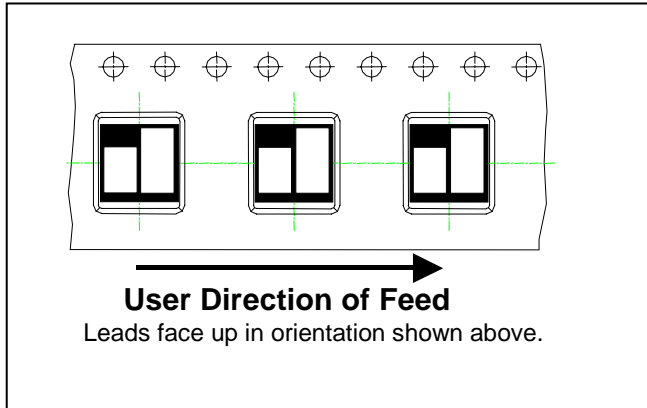 User Direction of Feed
Leads face up in orientation shown above.